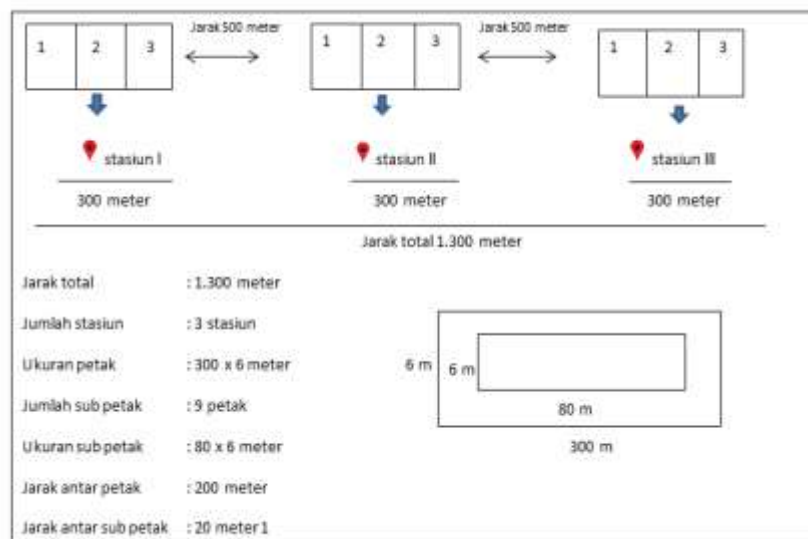 1 2 3
Jarak 500 meter
1 2 3
Jarak 500 meter
1 2 3
stasiun I
stasiun II
stasiun III
300 meter
300 meter
300 meter
Jarak total 1.300 meter
Jarak total : 1.300 meter
Jumlah stasiun : 3 stasiun
Ukuran petak : 300 x 6 meter
Jumlah sub petak : 9 petak
Ukuran sub petak : 80 x 6 meter
Jarak antar petak : 200 meter
Jarak antar sub petak : 20 meter 1
6 m
6 m
80 m
300 m